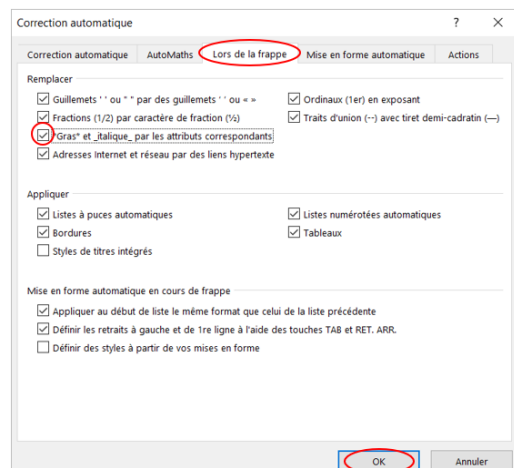 Correction automatique ? ×
Correction automatique AutoMaths Lors de la frappe Mise en forme automatique Actions
Remplacer
Guillemets ' ' ou " " par des guillemets ' ' ou « » Ordinaux (1er) en exposant
Fractions (1/2) par caractère de fraction (½) Traits d'union (--) avec tiret demi-cadratin (—)
*Gras* et _italique_ par les attributs correspondants
Adresses Internet et réseau par des liens hypertexte
Appliquer
Listes à puces automatiques Listes numérotées automatiques
Bordures Tableaux
Styles de titres intégrés
Mise en forme automatique en cours de frappe
Appliquer au début de liste le même format que celui de la liste précédente
Définir les retraits à gauche et de 1re ligne à l'aide des touches TAB et RET. ARR.
Définir des styles à partir de vos mises en forme
OK Annuler